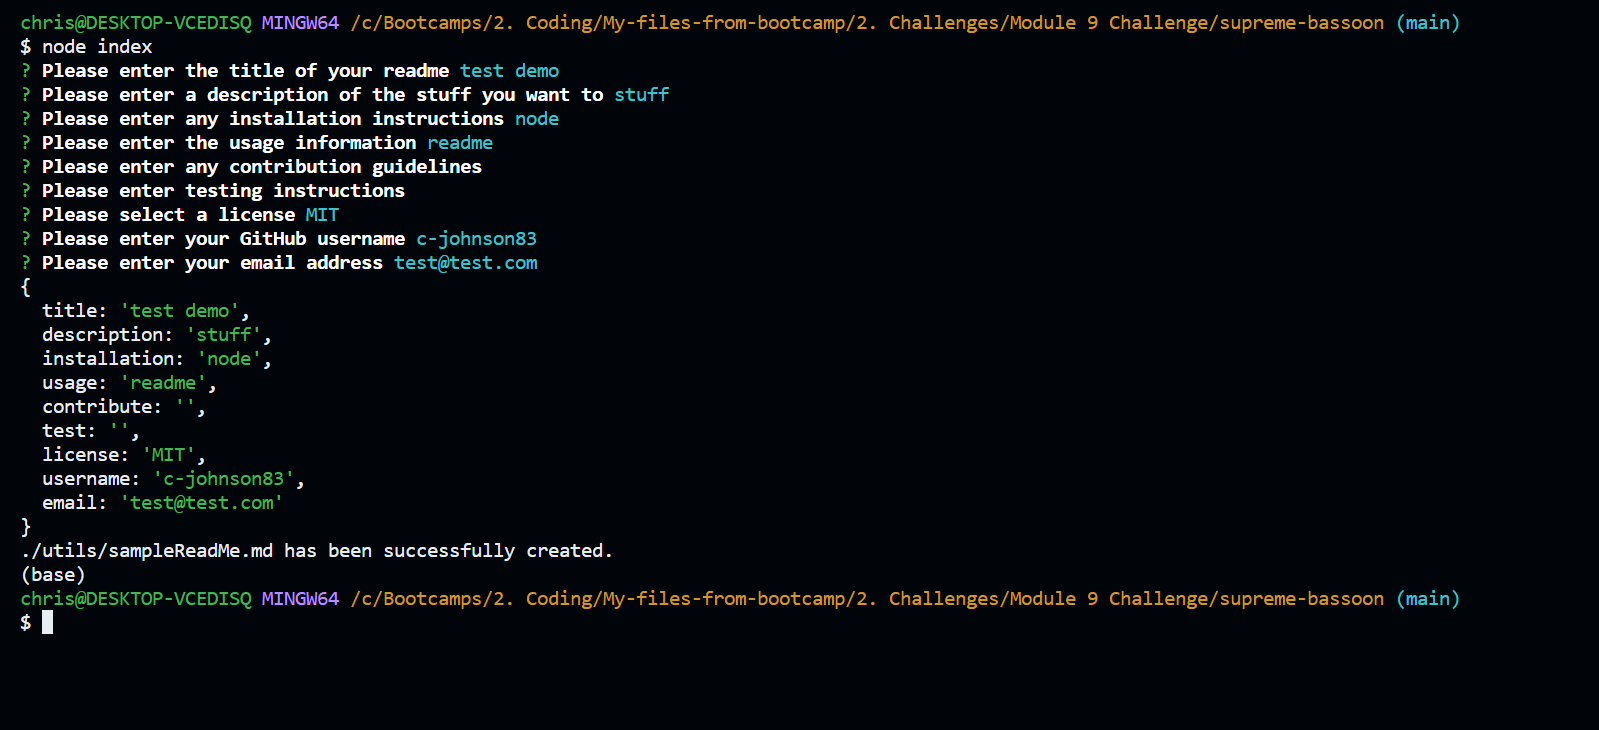 chris@DESKTOP-VCEDISQ MINGW64 /c/Bootcamps/2. Coding/My-files-from-bootcamp/2. Challenges/Module 9 Challenge/supreme-bassoon (main)
$ node index
? Please enter the title of your readme test demo
? Please enter a description of the stuff you want to stuff
? Please enter any installation instructions node
? Please enter the usage information readme
? Please enter any contribution guidelines
? Please enter testing instructions
? Please select a license MIT
? Please enter your GitHub username c-johnson83
? Please enter your email address test@test.com
{
  title: 'test demo',
  description: 'stuff',
  installation: 'node',
  usage: 'readme',
  contribute: '',
  test: '',
  license: 'MIT',
  username: 'c-johnson83',
  email: 'test@test.com'
}
./utils/sampleReadMe.md has been successfully created.
(base)
chris@DESKTOP-VCEDISQ MINGW64 /c/Bootcamps/2. Coding/My-files-from-bootcamp/2. Challenges/Module 9 Challenge/supreme-bassoon (main)
$